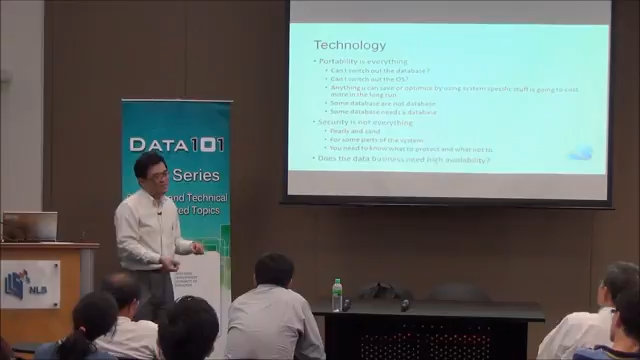 Technology
• Portability is everything
• Can I switch out the database?
• Can I switch out the OS?
• Anything u can save or optimize by using system specific stuff is going to cost
more in the long run
• Some database are not database
• Some database needs a database
• Security is not everything
• Pearls and sand
• For some parts of the system
• You need to know what to protect and what not to.
• Does the data business need high availability?
DATA101
Series
and Technical
Topics
NLB